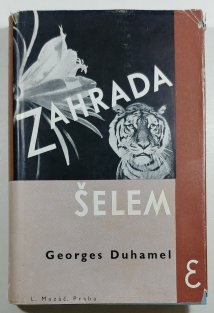 ZAHRADA
ŠELEM
Georges Duhamel
L. Mazáč, Praha